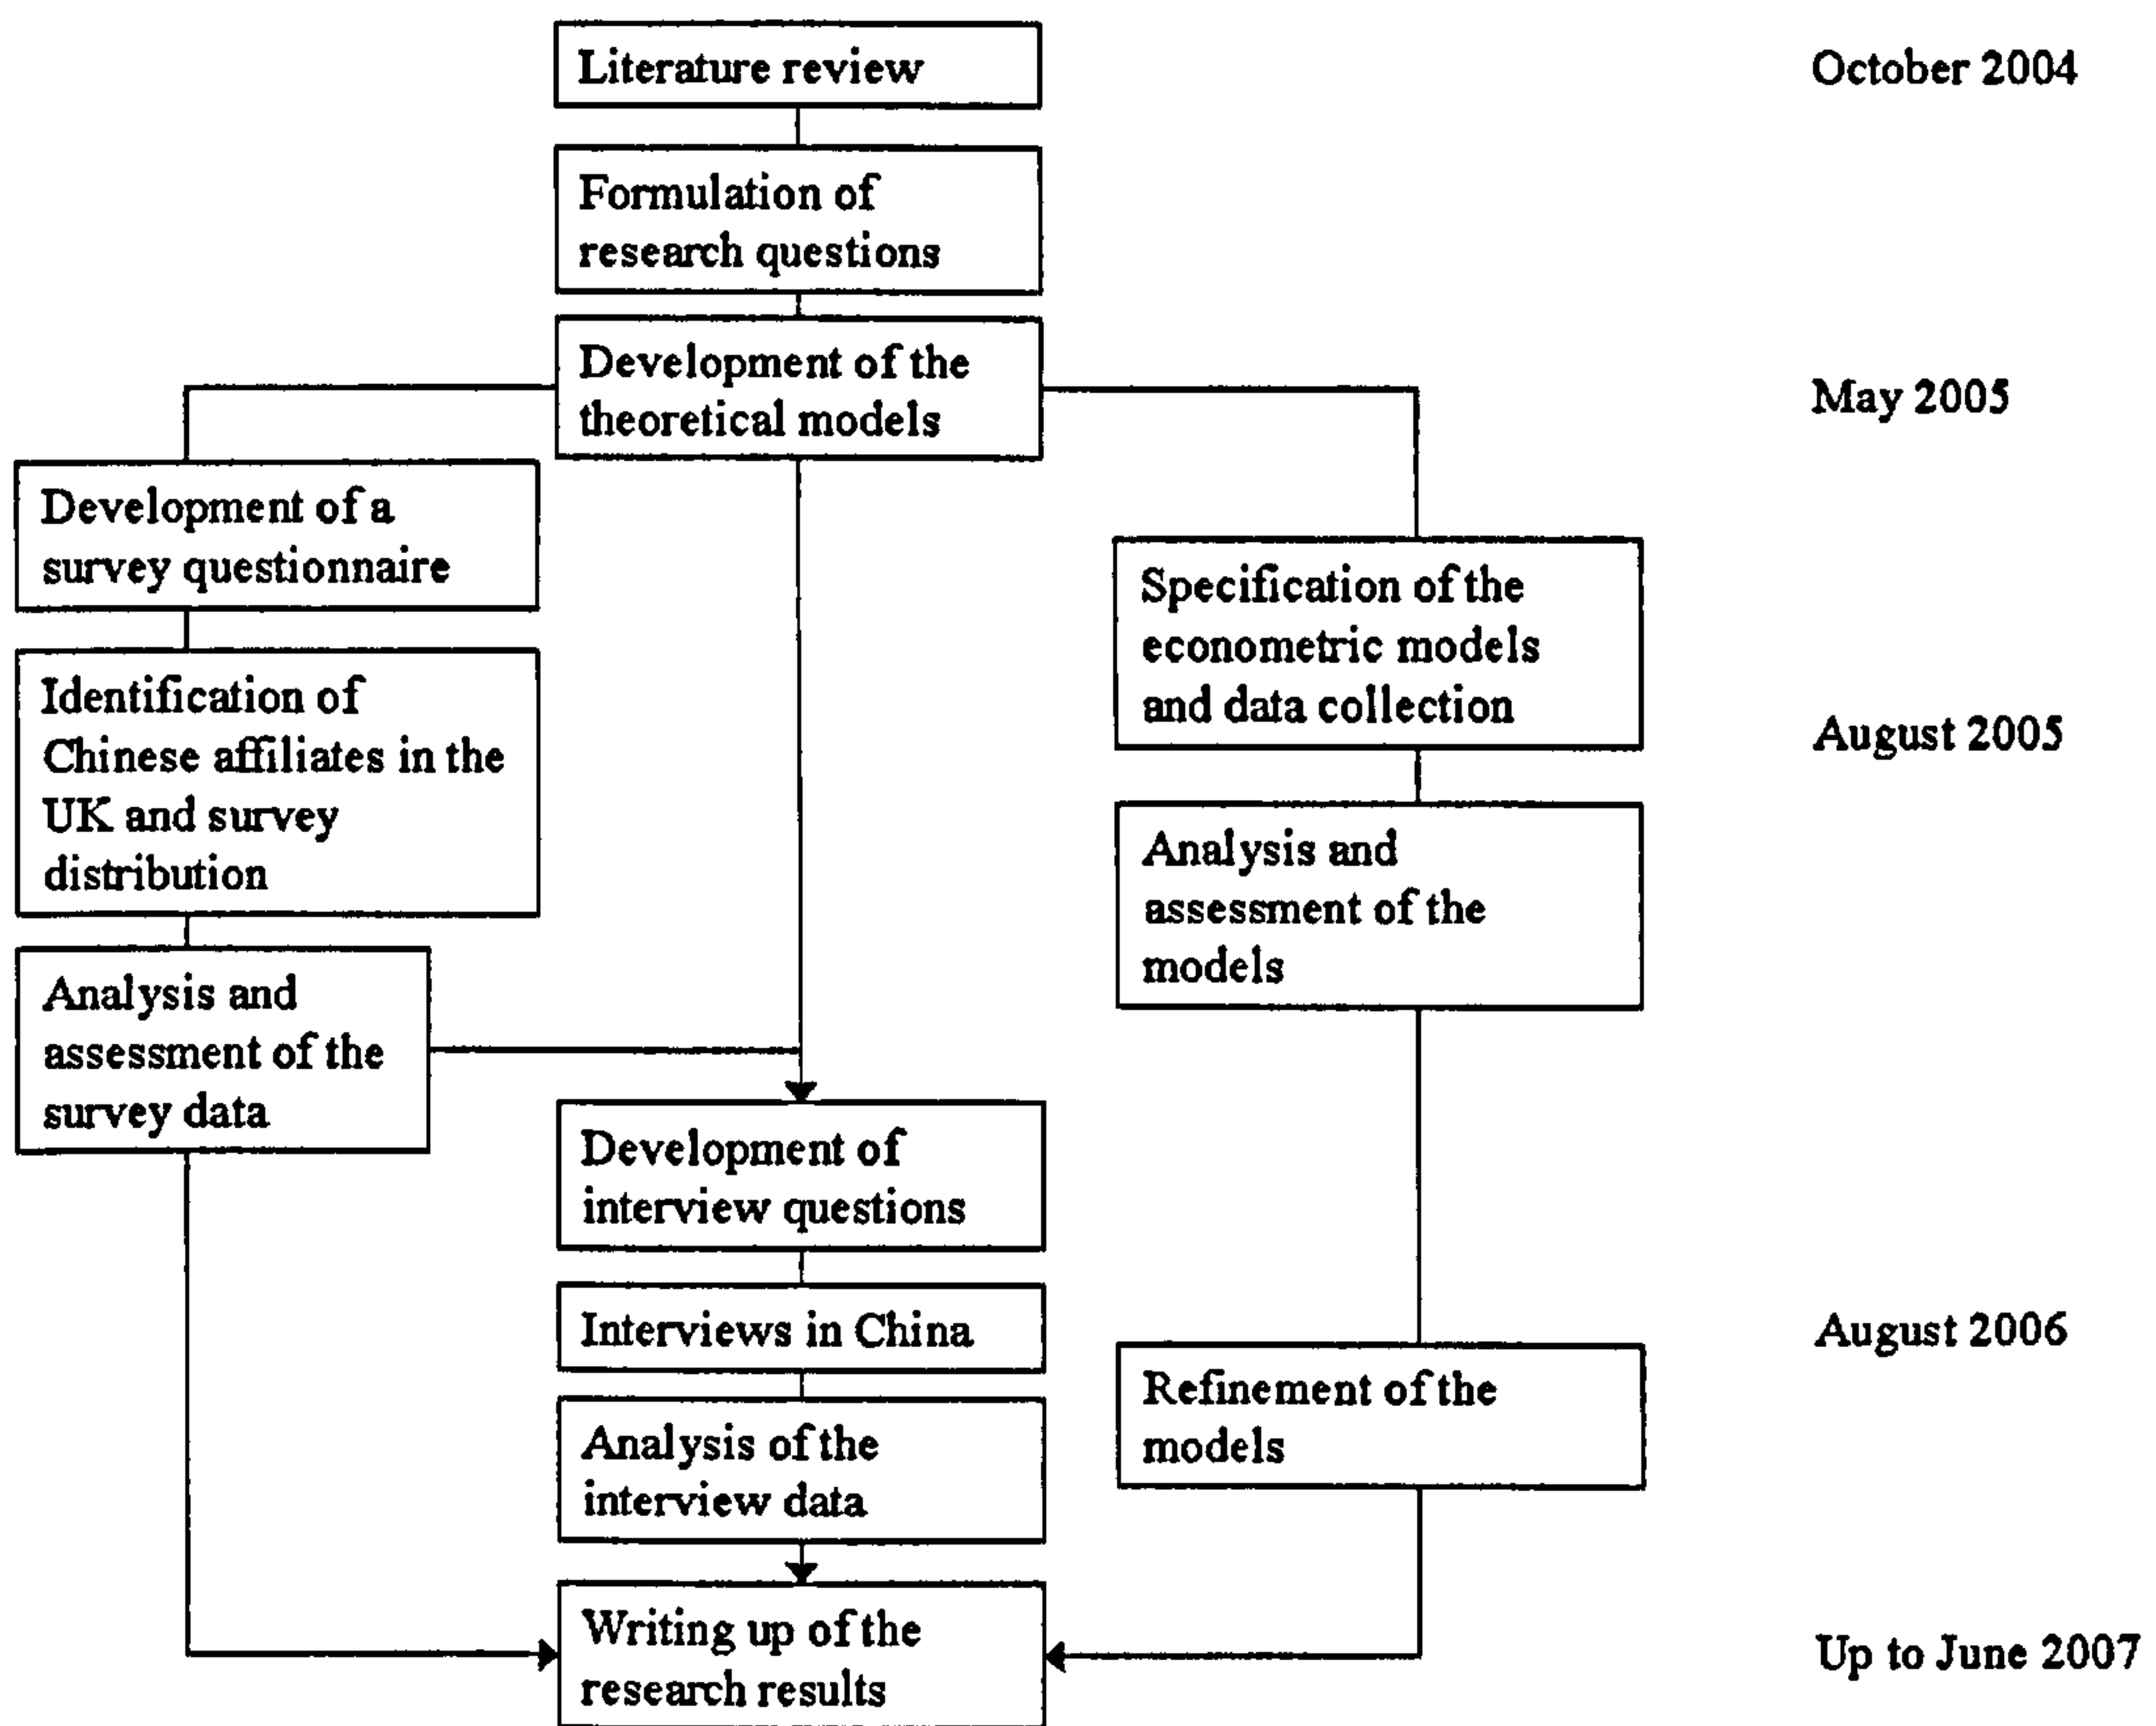 Literature review
October 2004
Formulation of
research questions
Development of the
theoretical models
May 2005
Development of a
survey questionnaire
Specification of the
econometric models
and data collection
Identification of
Chinese affiliates in the
UK and survey
distribution
August 2005
Analysis and
assessment of the
models
Analysis and
assessment of the
survey data
Development of
interview questions
Interviews in China
August 2006
Refinement of the
models
Analysis of the
interview data
Writing up of the
research results
Up to June 2007